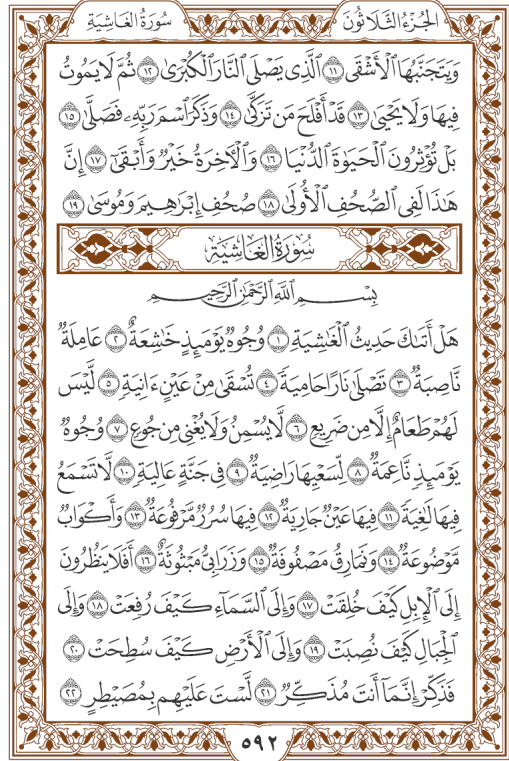 الجُزْءُ الثَّلَاثُونَ
سُورَةُ الغَاشِيَةِ
وَيَتَجَنَّبُهَا ٱلْأَشْقَى ١١ ٱلَّذِي يَصْلَى ٱلنَّارَ ٱلْكُبْرَىٰ ١٢ ثُمَّ لَا يَمُوتُ
فِيهَا وَلَا يَحْيَىٰ ١٣ قَدْ أَفْلَحَ مَن تَزَكَّىٰ ١٤ وَذَكَرَ ٱسْمَ رَبِّهِۦ فَصَلَّىٰ ١٥
بَلْ تُؤْثِرُونَ ٱلْحَيَوٰةَ ٱلدُّنْيَا ١٦ وَٱلْآخِرَةُ خَيْرٌ وَأَبْقَىٰٓ ١٧ إِنَّ
هَٰذَا لَفِي ٱلصُّحُفِ ٱلْأُولَىٰ ١٨ صُحُفِ إِبْرَٰهِيمَ وَمُوسَىٰ ١٩
سُورَةُ الغَاشِيَةِ
بِسْمِ ٱللَّهِ ٱلرَّحْمَٰنِ ٱلرَّحِيمِ
هَلْ أَتَىٰكَ حَدِيثُ ٱلْغَٰشِيَةِ ١ وُجُوهٌ يَوْمَئِذٍ خَٰشِعَةٌ ٢ عَامِلَةٌ
نَّاصِبَةٌ ٣ تَصْلَىٰ نَارًا حَامِيَةً ٤ تُسْقَىٰ مِنْ عَيْنٍ ءَانِيَةٍ ٥ لَّيْسَ
لَهُمْ طَعَامٌ إِلَّا مِن ضَرِيعٍ ٦ لَّا يُسْمِنُ وَلَا يُغْنِي مِن جُوعٍ ٧ وُجُوهٌ
يَوْمَئِذٍ نَّاعِمَةٌ ٨ لِّسَعْيِهَا رَاضِيَةٌ ٩ فِي جَنَّةٍ عَالِيَةٍ ١٠ لَّا تَسْمَعُ
فِيهَا لَٰغِيَةً ١١ فِيهَا عَيْنٌ جَارِيَةٌ ١٢ فِيهَا سُرُرٌ مَّرْفُوعَةٌ ١٣ وَأَكْوَابٌ
مَّوْضُوعَةٌ ١٤ وَنَمَارِقُ مَصْفُوفَةٌ ١٥ وَزَرَابِيُّ مَبْثُوثَةٌ ١٦ أَفَلَا يَنظُرُونَ
إِلَى ٱلْإِبِلِ كَيْفَ خُلِقَتْ ١٧ وَإِلَى ٱلسَّمَآءِ كَيْفَ رُفِعَتْ ١٨ وَإِلَى
ٱلْجِبَالِ كَيْفَ نُصِبَتْ ١٩ وَإِلَى ٱلْأَرْضِ كَيْفَ سُطِحَتْ ٢٠
فَذَكِّرْ إِنَّمَآ أَنتَ مُذَكِّرٌ ٢١ لَّسْتَ عَلَيْهِم بِمُصَيْطِرٍ ٢٢
٥٩٢